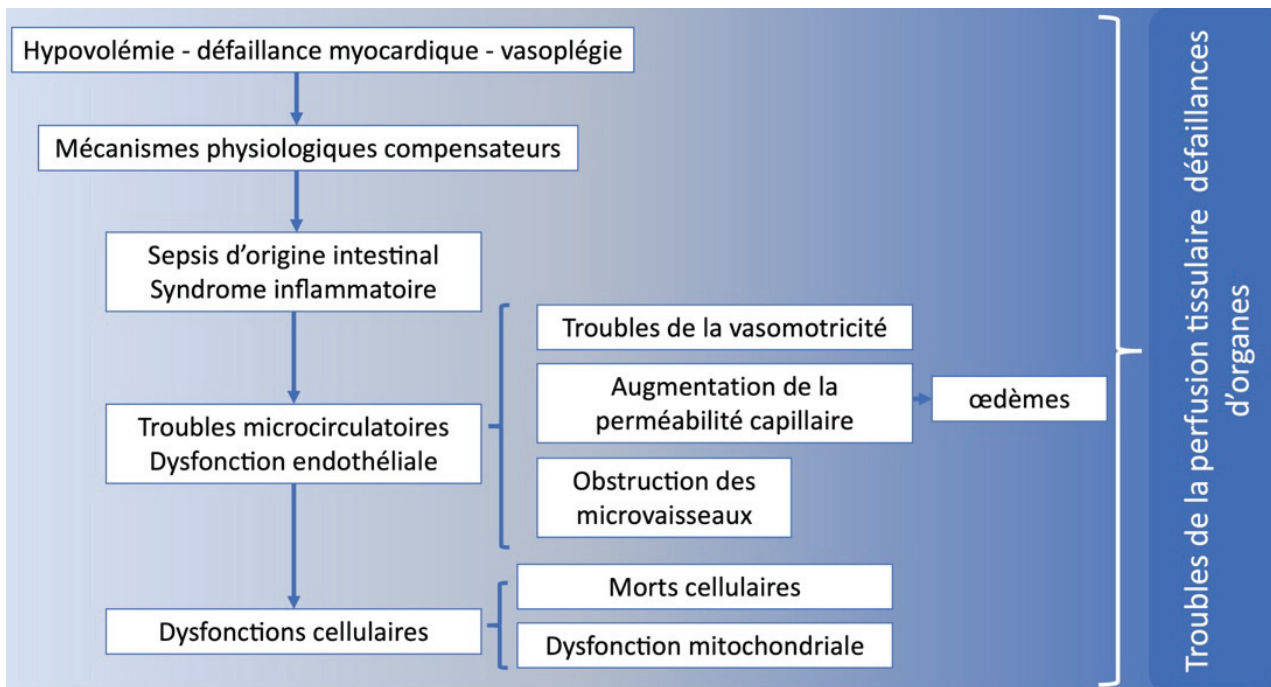 Hypovolémie - défaillance myocardique - vasoplégie
Mécanismes physiologiques compensateurs
Sepsis d'origine intestinal
Syndrome inflammatoire
Troubles de la vasomotricité
Augmentation de la
perméabilité capillaire
œdèmes
Troubles microcirculatoires
Dysfonction endothéliale
Obstruction des
microvaisseaux
Morts cellulaires
Dysfonctions cellulaires
Dysfonction mitochondriale
Troubles de la perfusion tissulaire défaillances
d'organes